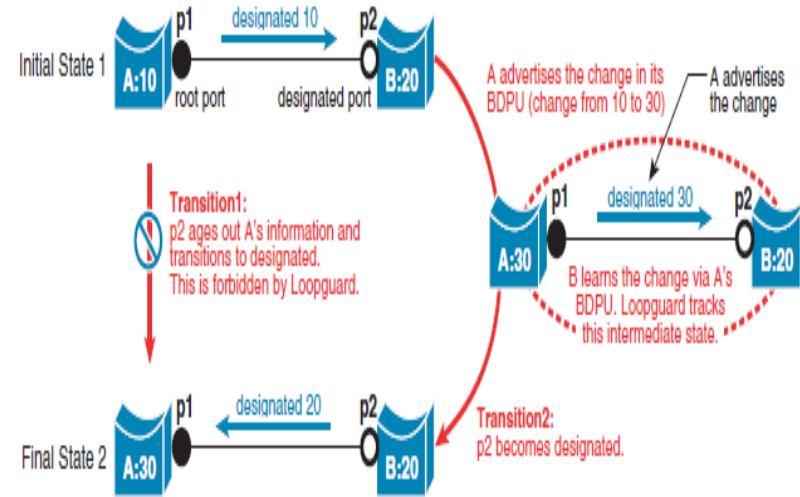 p1
designated 10
p2
Initial State 1
A:10
B:20
root port
designated port
A advertises the change in its
BDPU (change from 10 to 30)
A advertises
the change
Transition1:
p2 ages out A's information and
transitions to designated.
This is forbidden by Loopguard.
p1
designated 30
p2
A:30
B:20
B learns the change via A's
BDPU. Loopguard tracks
this intermediate state.
p1
designated 20
p2
Final State 2
A:30
B:20
Transition2:
p2 becomes designated.